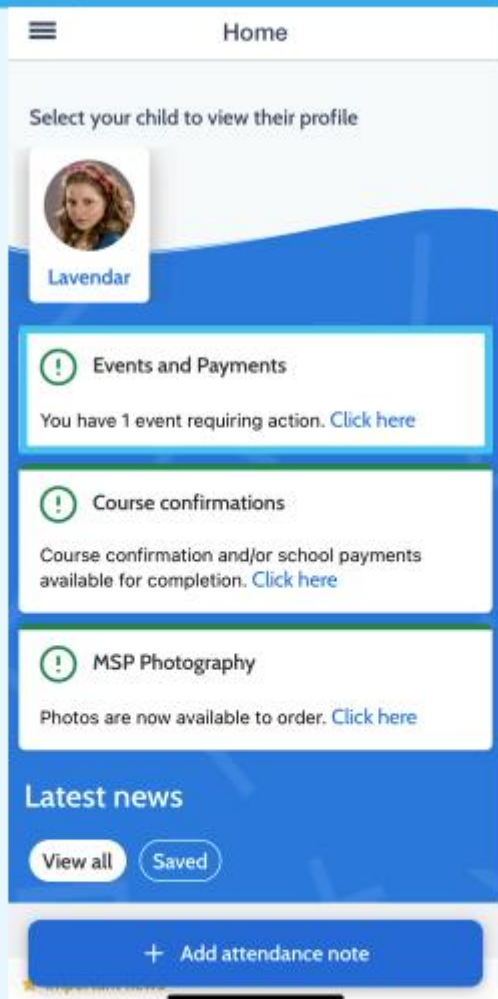 Home
Select your child to view their profile
Lavendar
Events and Payments
You have 1 event requiring action. Click here
Course confirmations
Course confirmation and/or school payments
available for completion. Click here
MSP Photography
Photos are now available to order. Click here
Latest news
View all Saved
+ Add attendance note